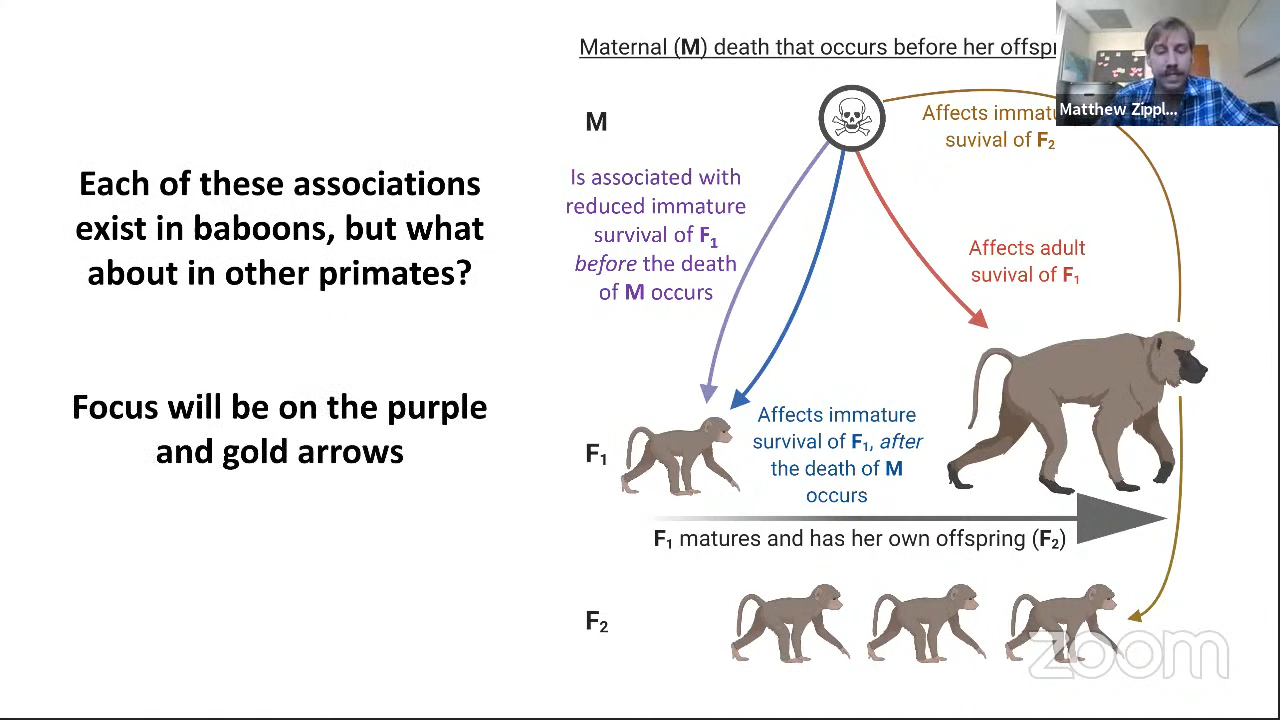 Each of these associations
exist in baboons, but what
about in other primates?
Focus will be on the purple
and gold arrows
Maternal (M) death that occurs before her
M
Affects
suvival of F₂
Is associated with
reduced immature
survival of F₁
before the death
of M occurs
Affects adult
suvival of F₁
F₁
Affects immature
survival of F₁, after
the death of M
occurs
F₁ matures and has her own offspring (F₂)
F₂
Matthew Zippl...
zoom